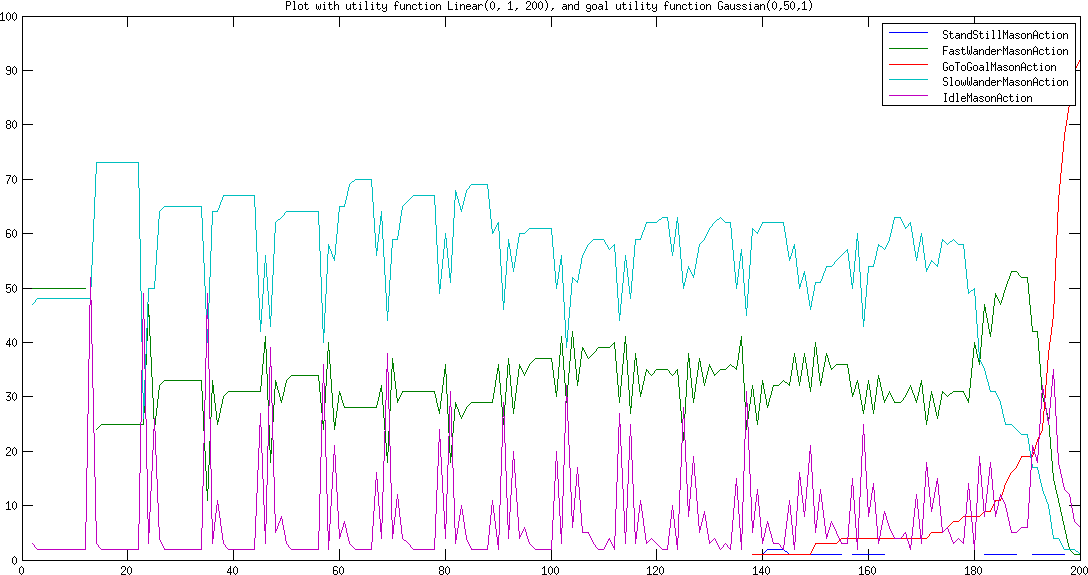 Plot with utility function Linear(0, 1, 200), and goal utility function Gaussian(0,50,1)
100
90
80
70
60
50
40
30
20
10
0
0 20 40 60 80 100 120 140 160 180 200
StandStillMasonAction
FastWanderMasonAction
GoToGoalMasonAction
SlowWanderMasonAction
IdleMasonAction